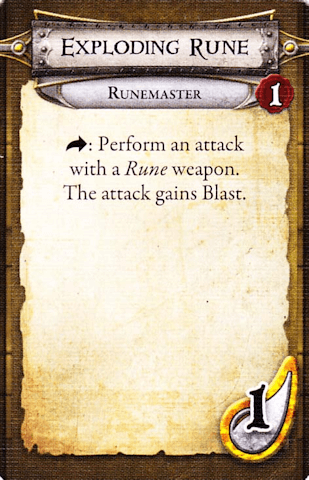 Exploding Rune
Runemaster
1
: Perform an attack
with a Rune weapon.
The attack gains Blast.
1